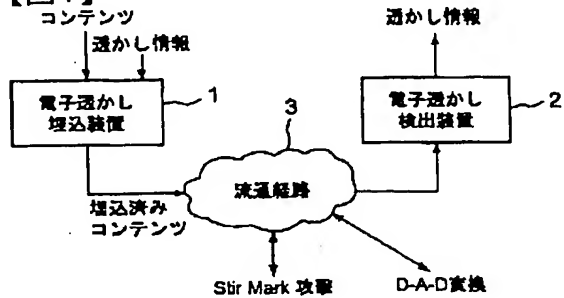 コンテンツ
透かし情報
透かし情報
電子透かし
埋込装置
1
電子透かし
検出装置
2
3
流通経路
埋込済み
コンテンツ
Stir Mark 攻撃
D-A-D変換